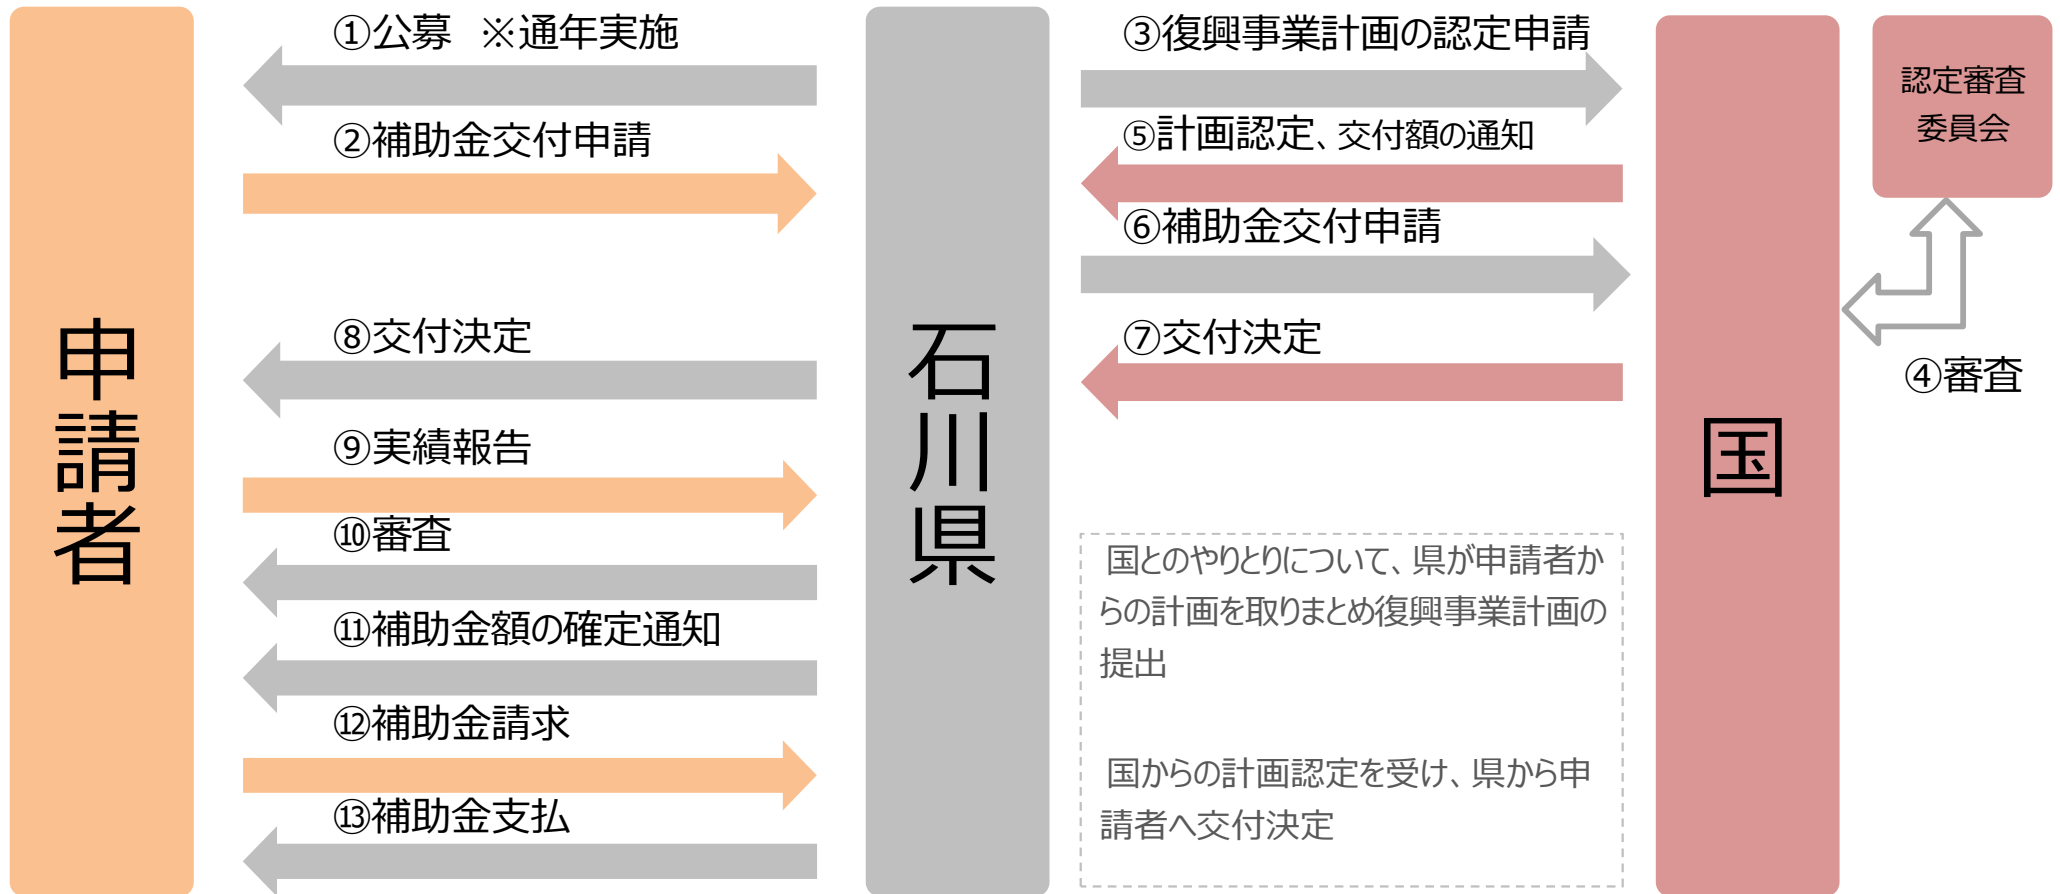 ①公募　※通年実施
②補助金交付申請
③復興事業計画の認定申請
⑤計画認定、交付額の通知
⑥補助金交付申請
⑦交付決定
認定審査
委員会
④審査
⑧交付決定
⑨実績報告
⑩審査
⑪補助金額の確定通知
⑫補助金請求
⑬補助金支払
申請者
石川県
国
国とのやりとりについて、県が申請者か
らの計画を取りまとめ復興事業計画の
提出
国からの計画認定を受け、県から申
請者へ交付決定